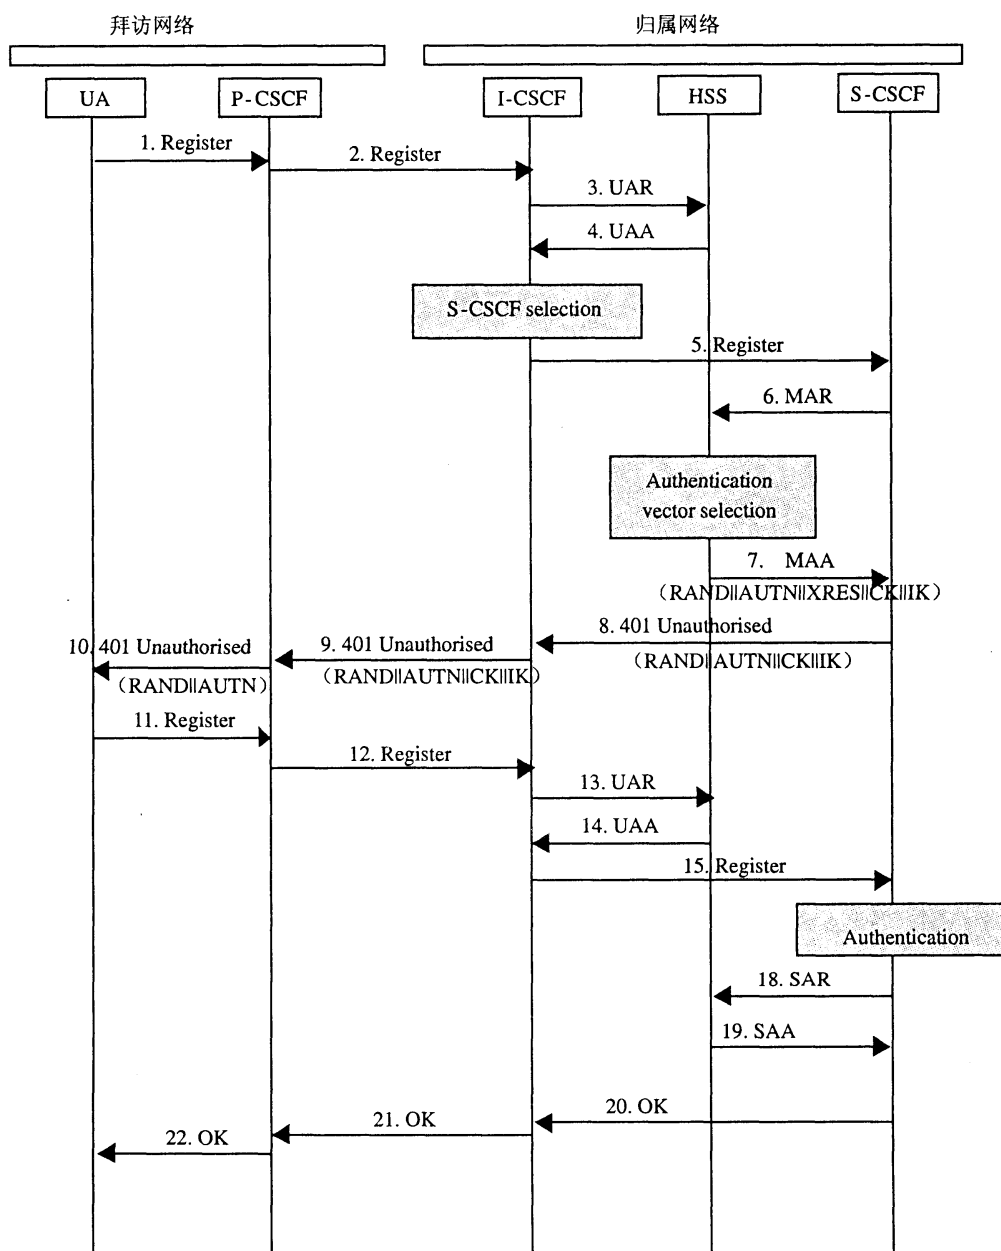 拜访网络
归属网络
UA
P-CSCF
I-CSCF
HSS
S-CSCF
1. Register
2. Register
3. UAR
4. UAA
S-CSCF selection
5. Register
6. MAR
Authentication
vector selection
7. MAA
（RAND||AUTN||XRES||CK||IK）
8. 401 Unauthorised
（RAND||AUTN||CK||IK）
9. 401 Unauthorised
（RAND||AUTN||CK||IK）
10. 401 Unauthorised
（RAND||AUTN）
11. Register
12. Register
13. UAR
14. UAA
15. Register
Authentication
18. SAR
19. SAA
20. OK
21. OK
22. OK